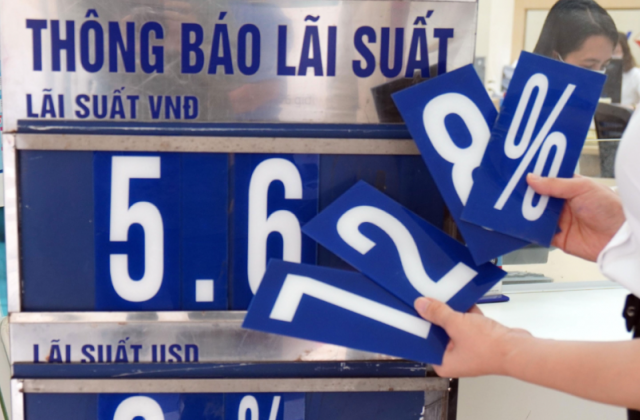 THÔNG BÁO LÃI SUẤT
LÃI SUẤT VNĐ
5.6
8 %
2
1
LÃI SUẤT USD
%